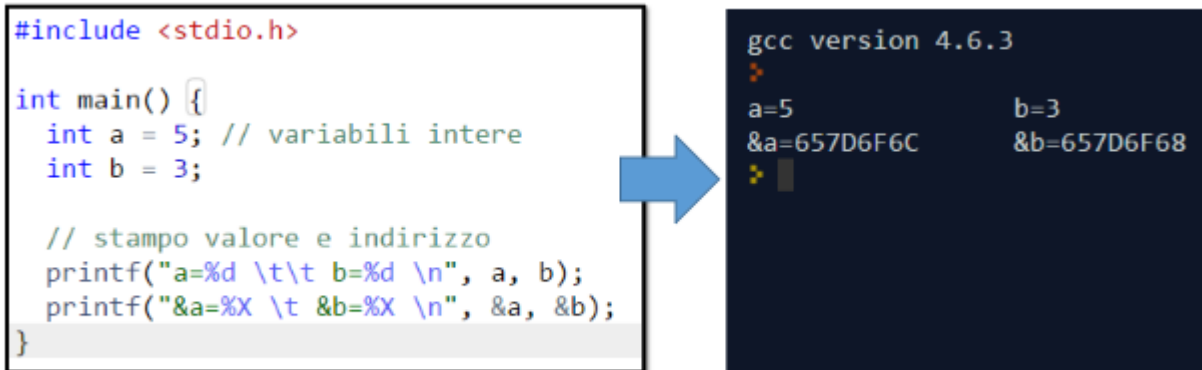 #include <stdio.h>
int main() {
int a = 5; // variabili intere
int b = 3;
// stampo valore e indirizzo
printf("a=%d \t\t b=%d \n", a, b);
printf("&a=%X \t &b=%X \n", &a, &b);
}
gcc version 4.6.3
a=5 b=3
&a=657D6F6C &b=657D6F68